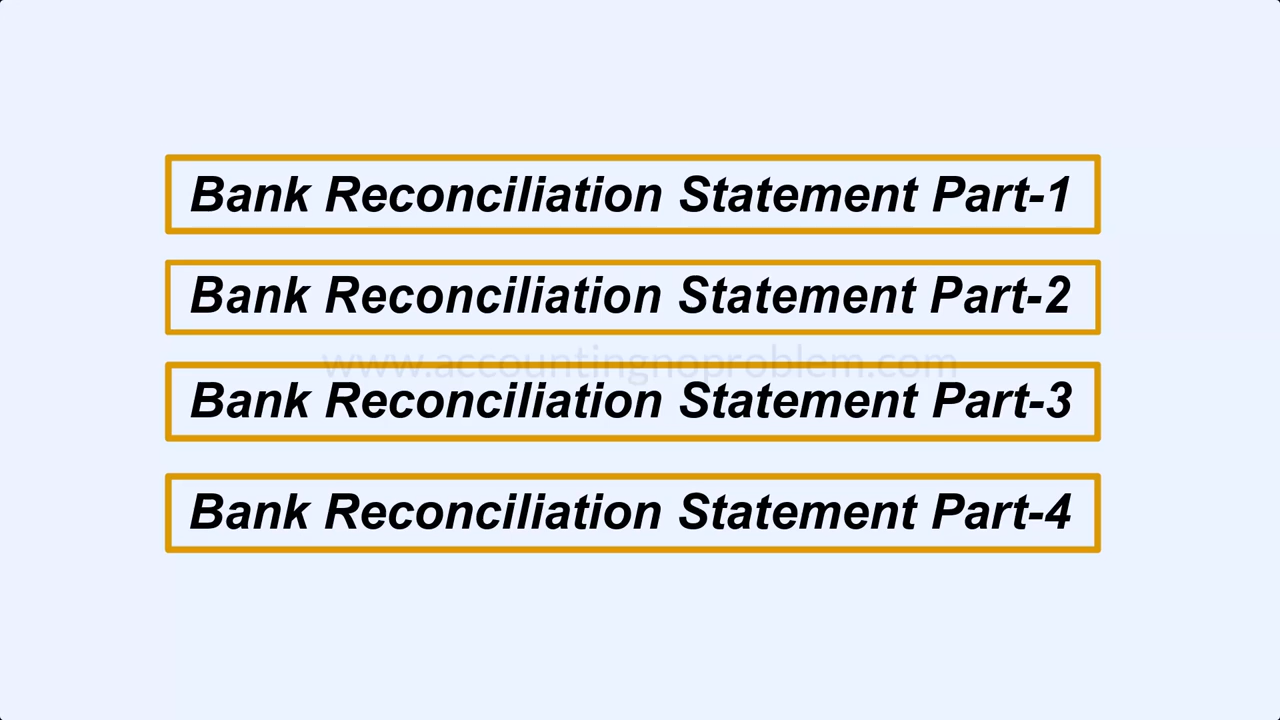 Bank Reconciliation Statement Part-1
Bank Reconciliation Statement Part-2
www.accountingnoproblem.com
Bank Reconciliation Statement Part-3
Bank Reconciliation Statement Part-4